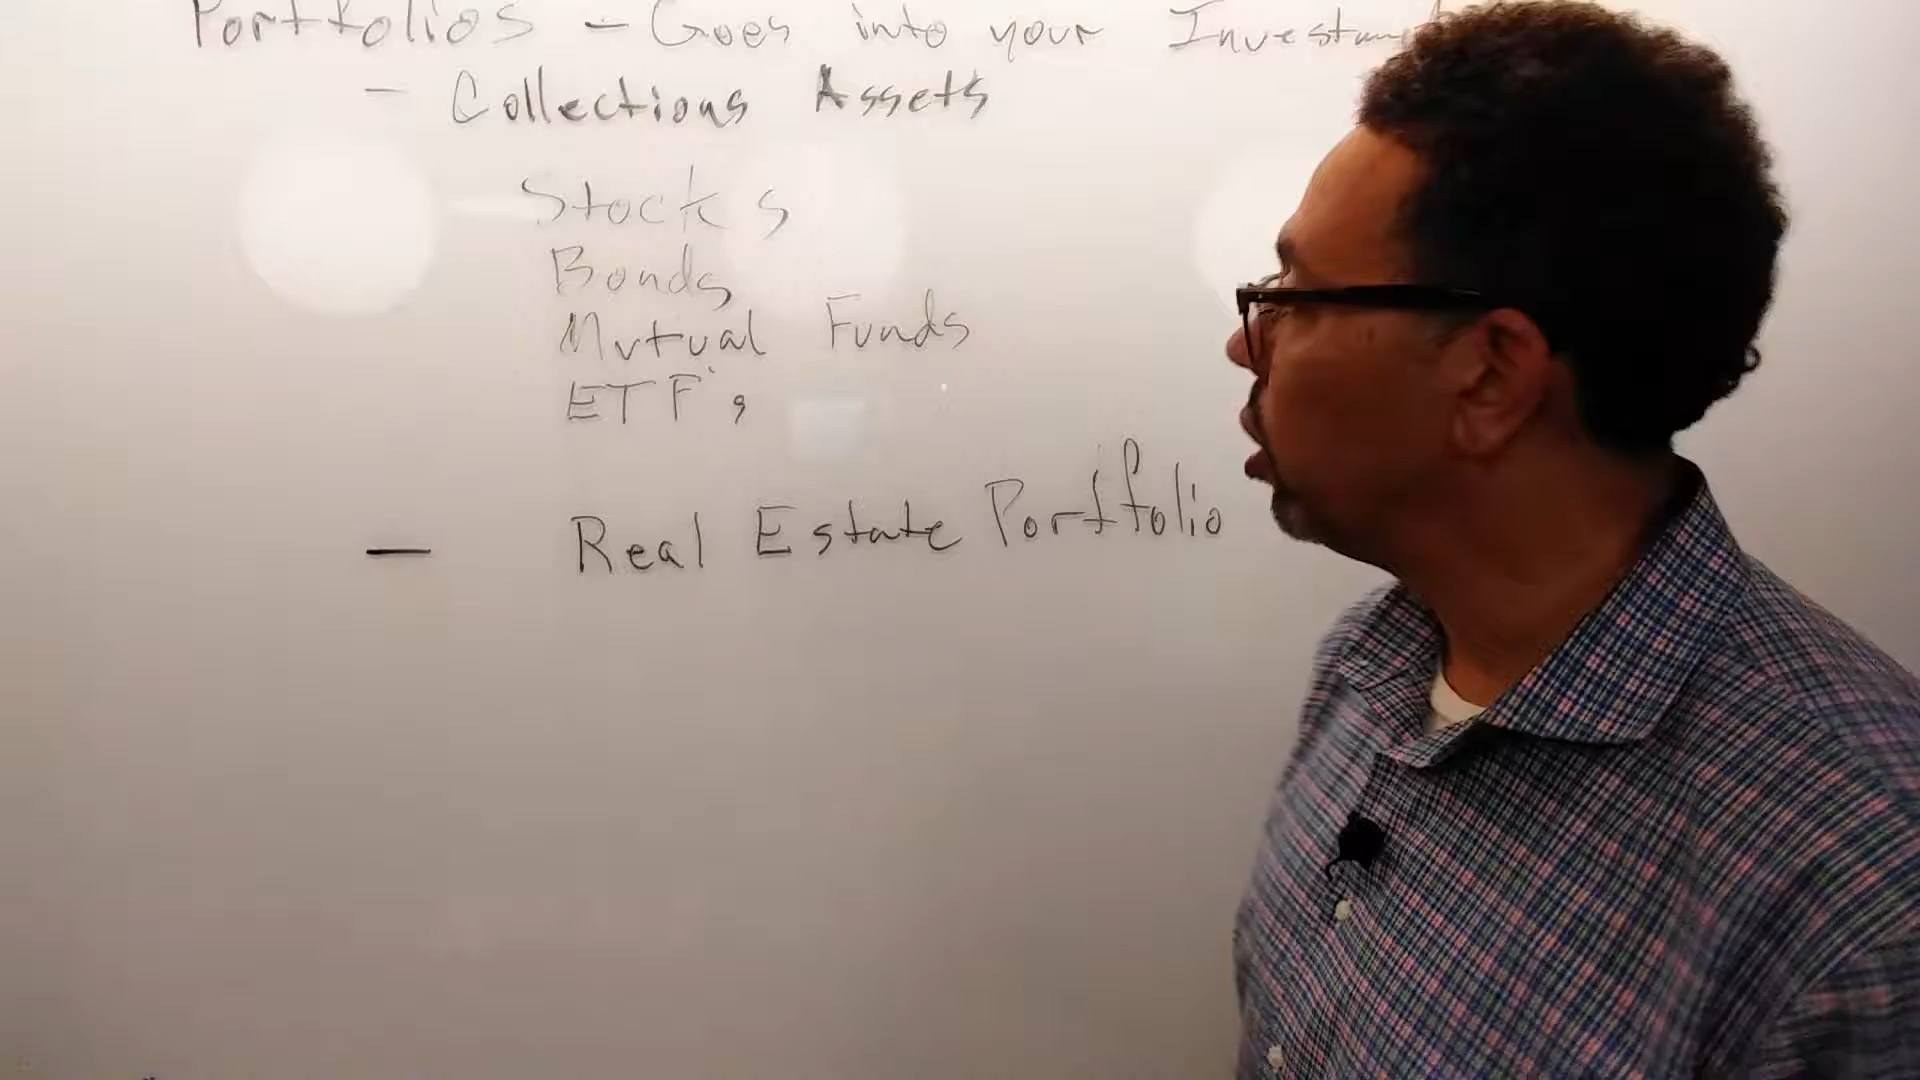 Portfolios - Goes into your
- Collections Assets
Stocks
Bonds
Mutual Funds
ETF's
- Real Estate Portfolio